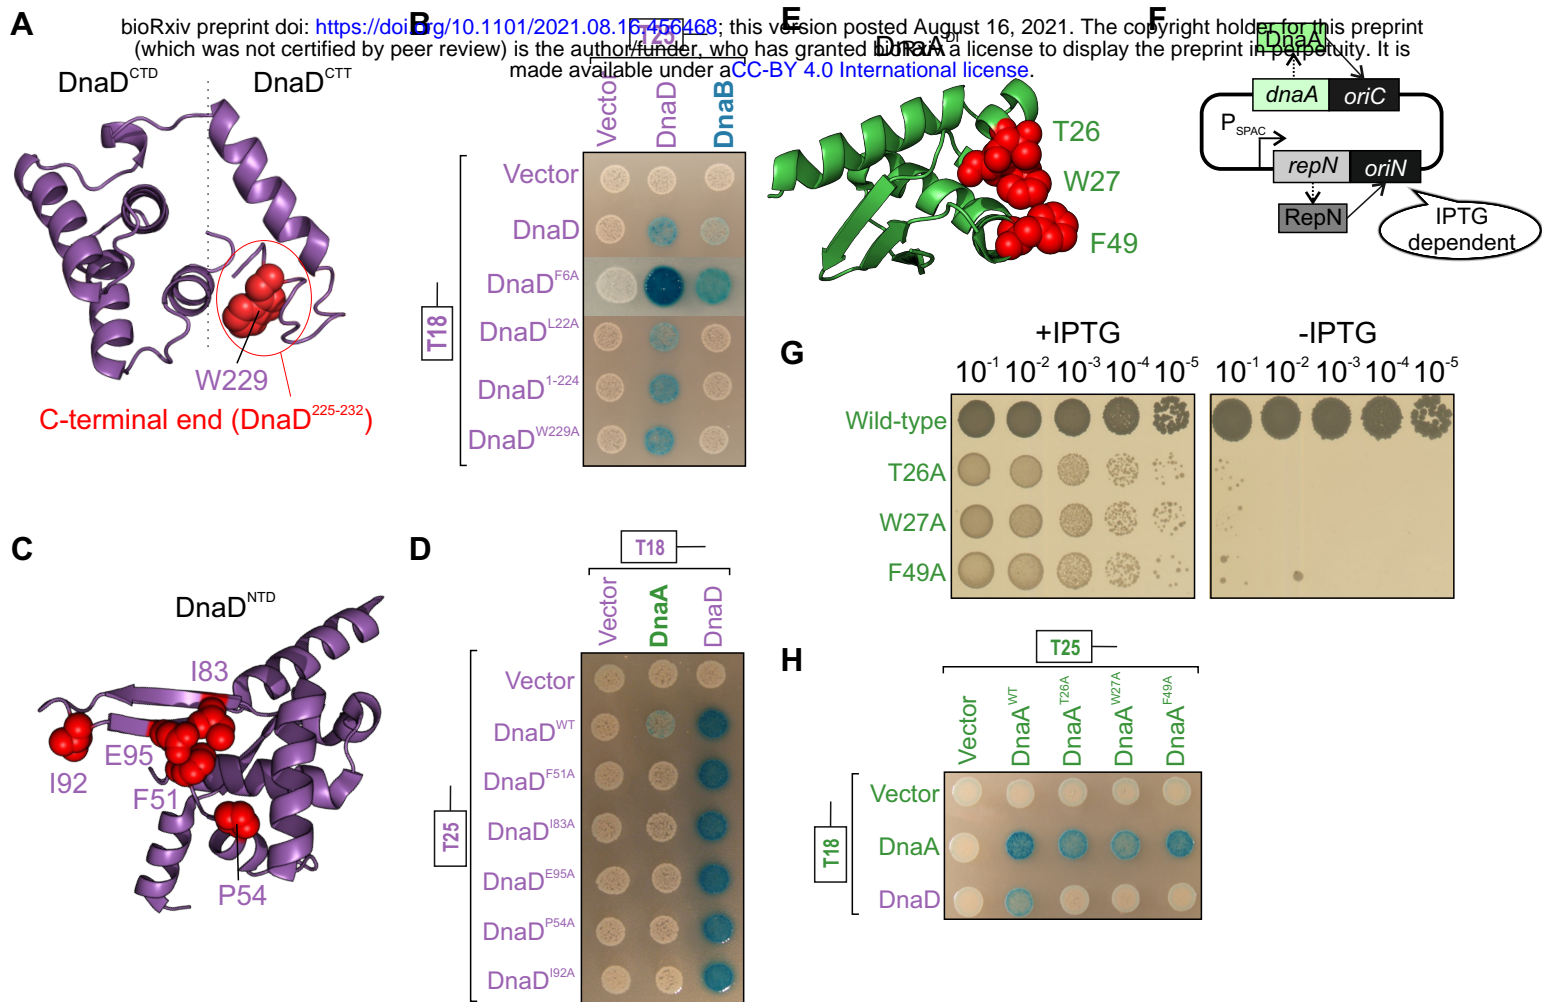 bioRxiv preprint doi: https://doi.org/10.1101/2021.08.16.456468; this version posted August 16, 2021. The copyright holder for this preprint
(which was not certified by peer review) is the author/funder, who has granted bioRxiv a license to display the preprint in perpetuity. It is
made available under aCC-BY 4.0 International license.
A
DnaD^CTD
DnaD^CTT
W229
C-terminal end (DnaD^225-232)
B
T25
Vector
DnaD
DnaB
T18
Vector
DnaD
DnaD^F6A
DnaD^L22A
DnaD^1-224
DnaD^W229A
C
DnaD^NTD
I83
I92
E95
F51
P54
D
T18
Vector
DnaA
DnaD
T25
Vector
DnaD^WT
DnaD^F51A
DnaD^I83A
DnaD^E95A
DnaD^P54A
DnaD^I92A
E
DnaA^DI
T26
W27
F49
F
DnaA
dnaA
oriC
P_SPAC
repN
oriN
RepN
IPTG
dependent
G
+IPTG
-IPTG
10^-1 10^-2 10^-3 10^-4 10^-5
10^-1 10^-2 10^-3 10^-4 10^-5
Wild-type
T26A
W27A
F49A
H
T25
Vector
DnaA^WT
DnaA^T26A
DnaA^W27A
DnaA^F49A
T18
Vector
DnaA
DnaD